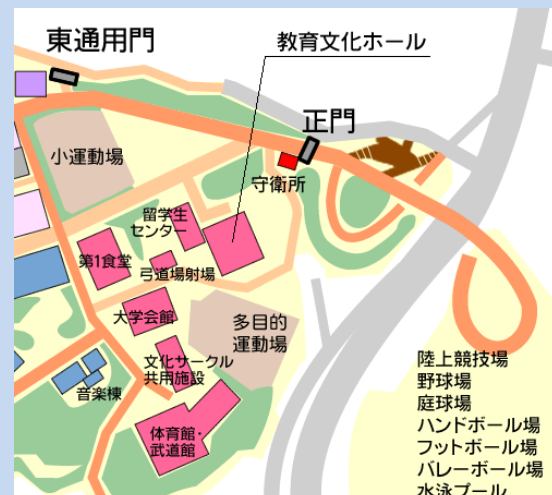 東通用門
教育文化ホール
正門
小運動場
守衛所
留学生
センター
第1食堂
弓道場射場
大学会館
多目的
運動場
文化サークル
共用施設
音楽棟
体育館・
武道館
陸上競技場
野球場
庭球場
ハンドボール場
フットボール場
バレーボール場
水泳プール